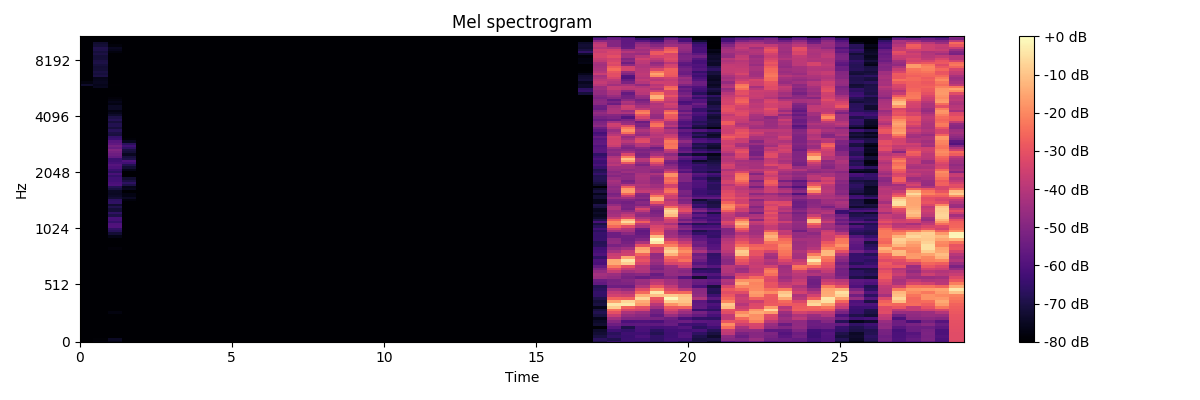 Mel spectrogram
8192
4096
2048
1024
512
0
Hz
0 5 10 15 20 25
Time
+0 dB
-10 dB
-20 dB
-30 dB
-40 dB
-50 dB
-60 dB
-70 dB
-80 dB